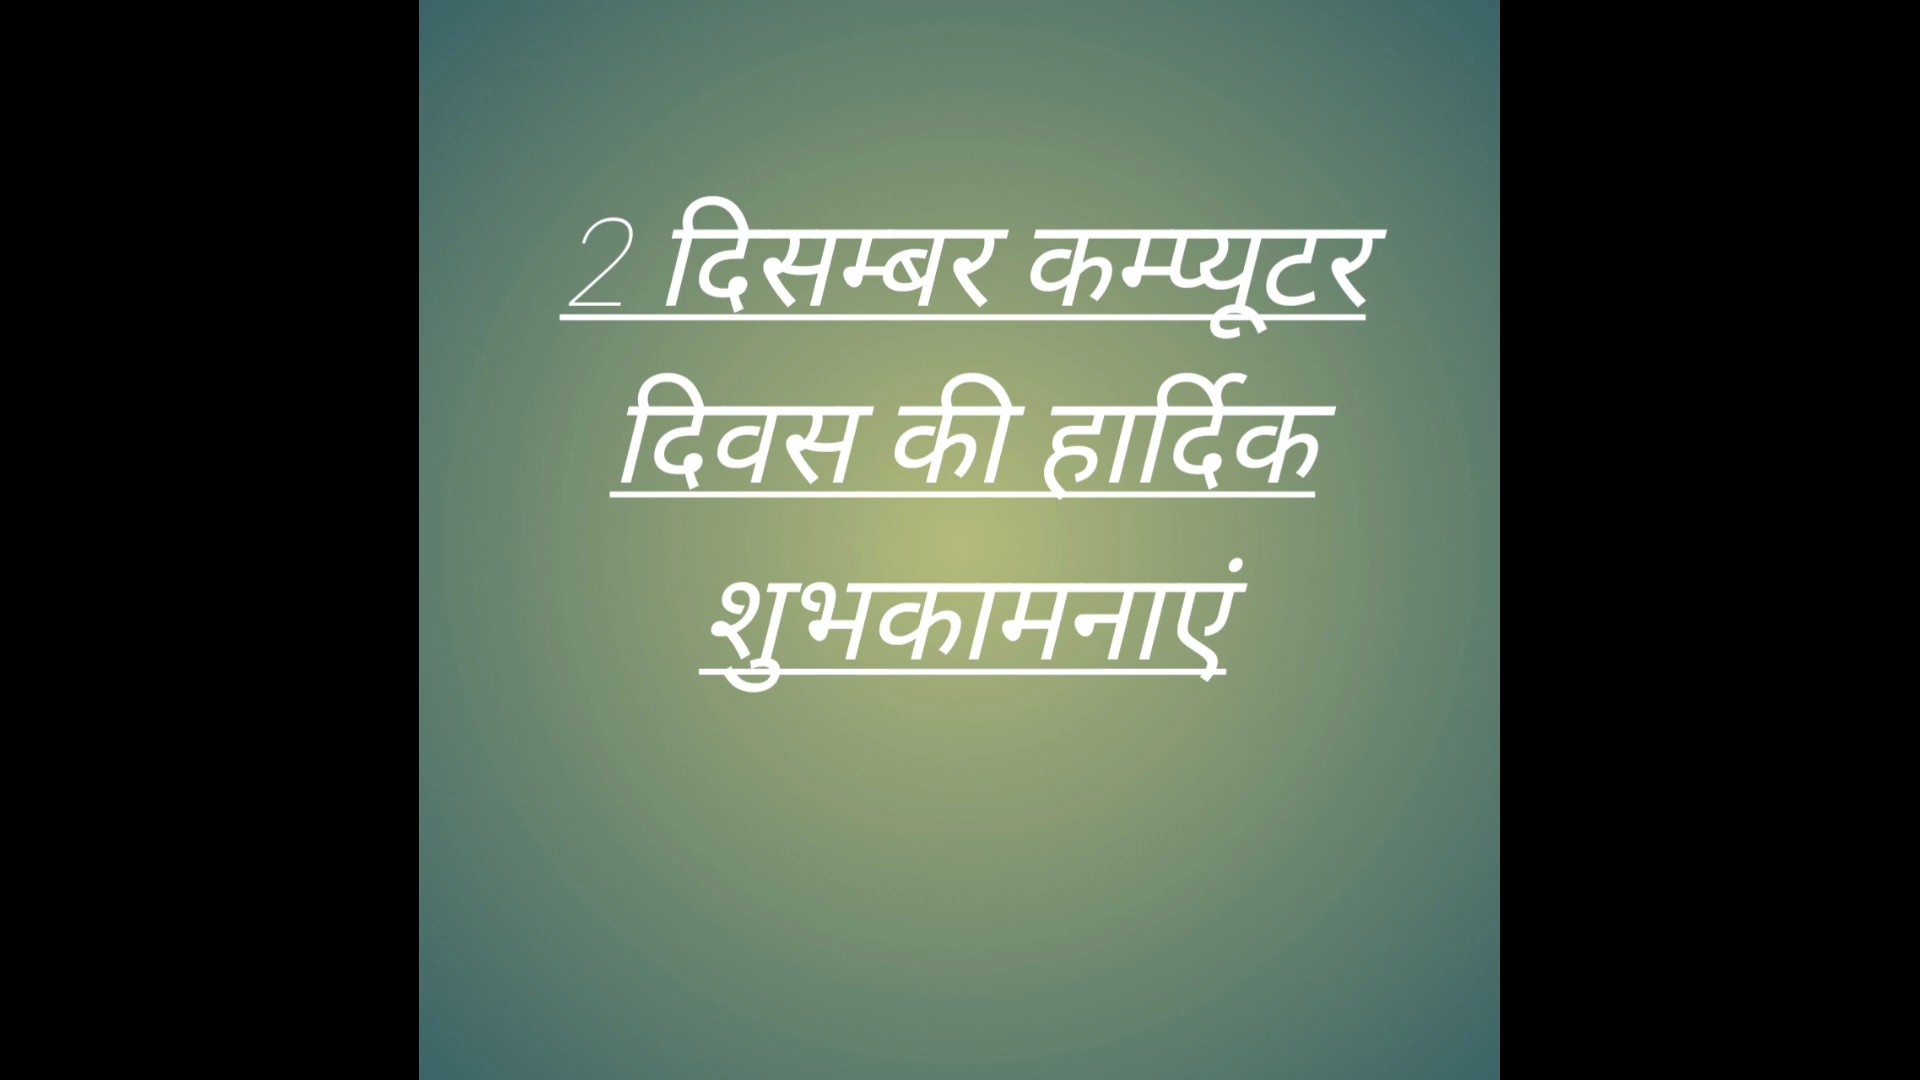 2 दिसम्बर कम्प्यूटर
दिवस की हार्दिक
शुभकामनाएं